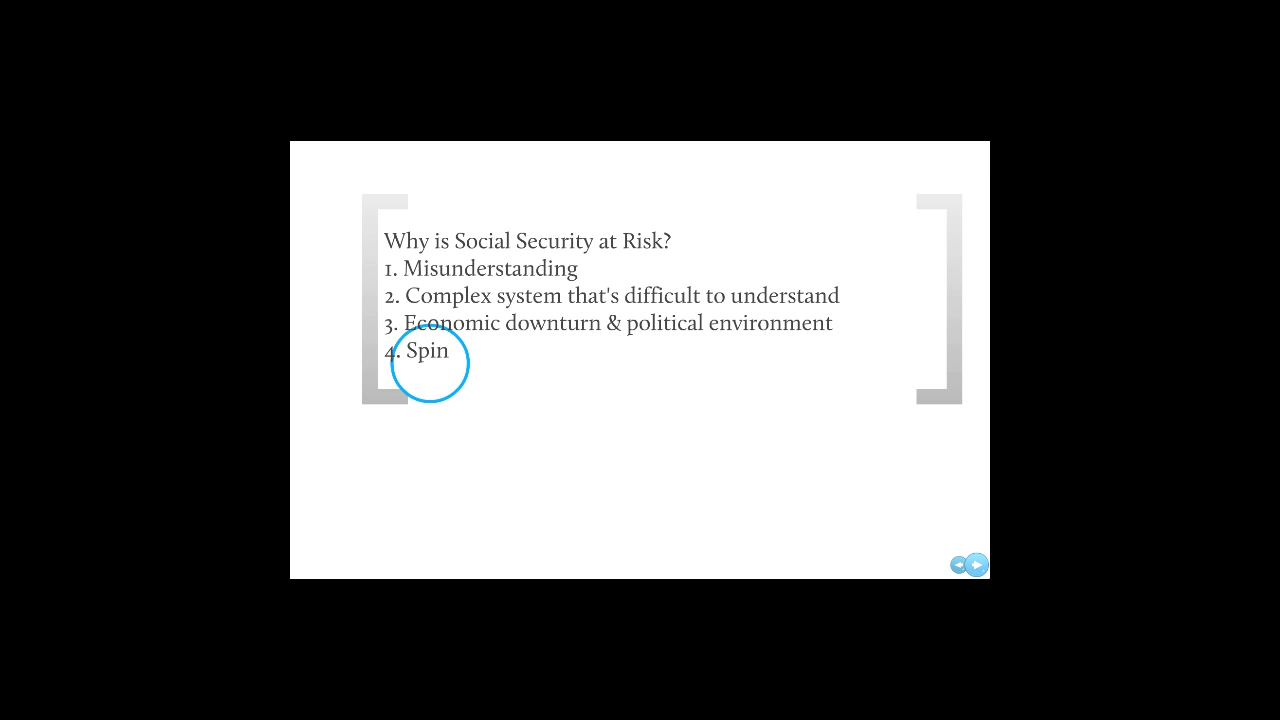 Why is Social Security at Risk?
1. Misunderstanding
2. Complex system that's difficult to understand
3. Economic downturn & political environment
4. Spin